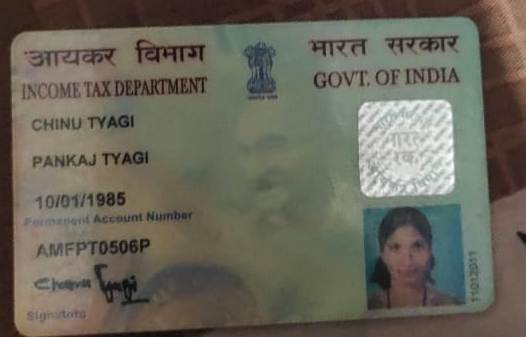 आयकर विभाग
भारत सरकार
INCOME TAX DEPARTMENT
GOVT. OF INDIA
CHINU TYAGI
PANKAJ TYAGI
10/01/1985
Permanent Account Number
AMFPT0506P
Tyagi
Signature
11012011